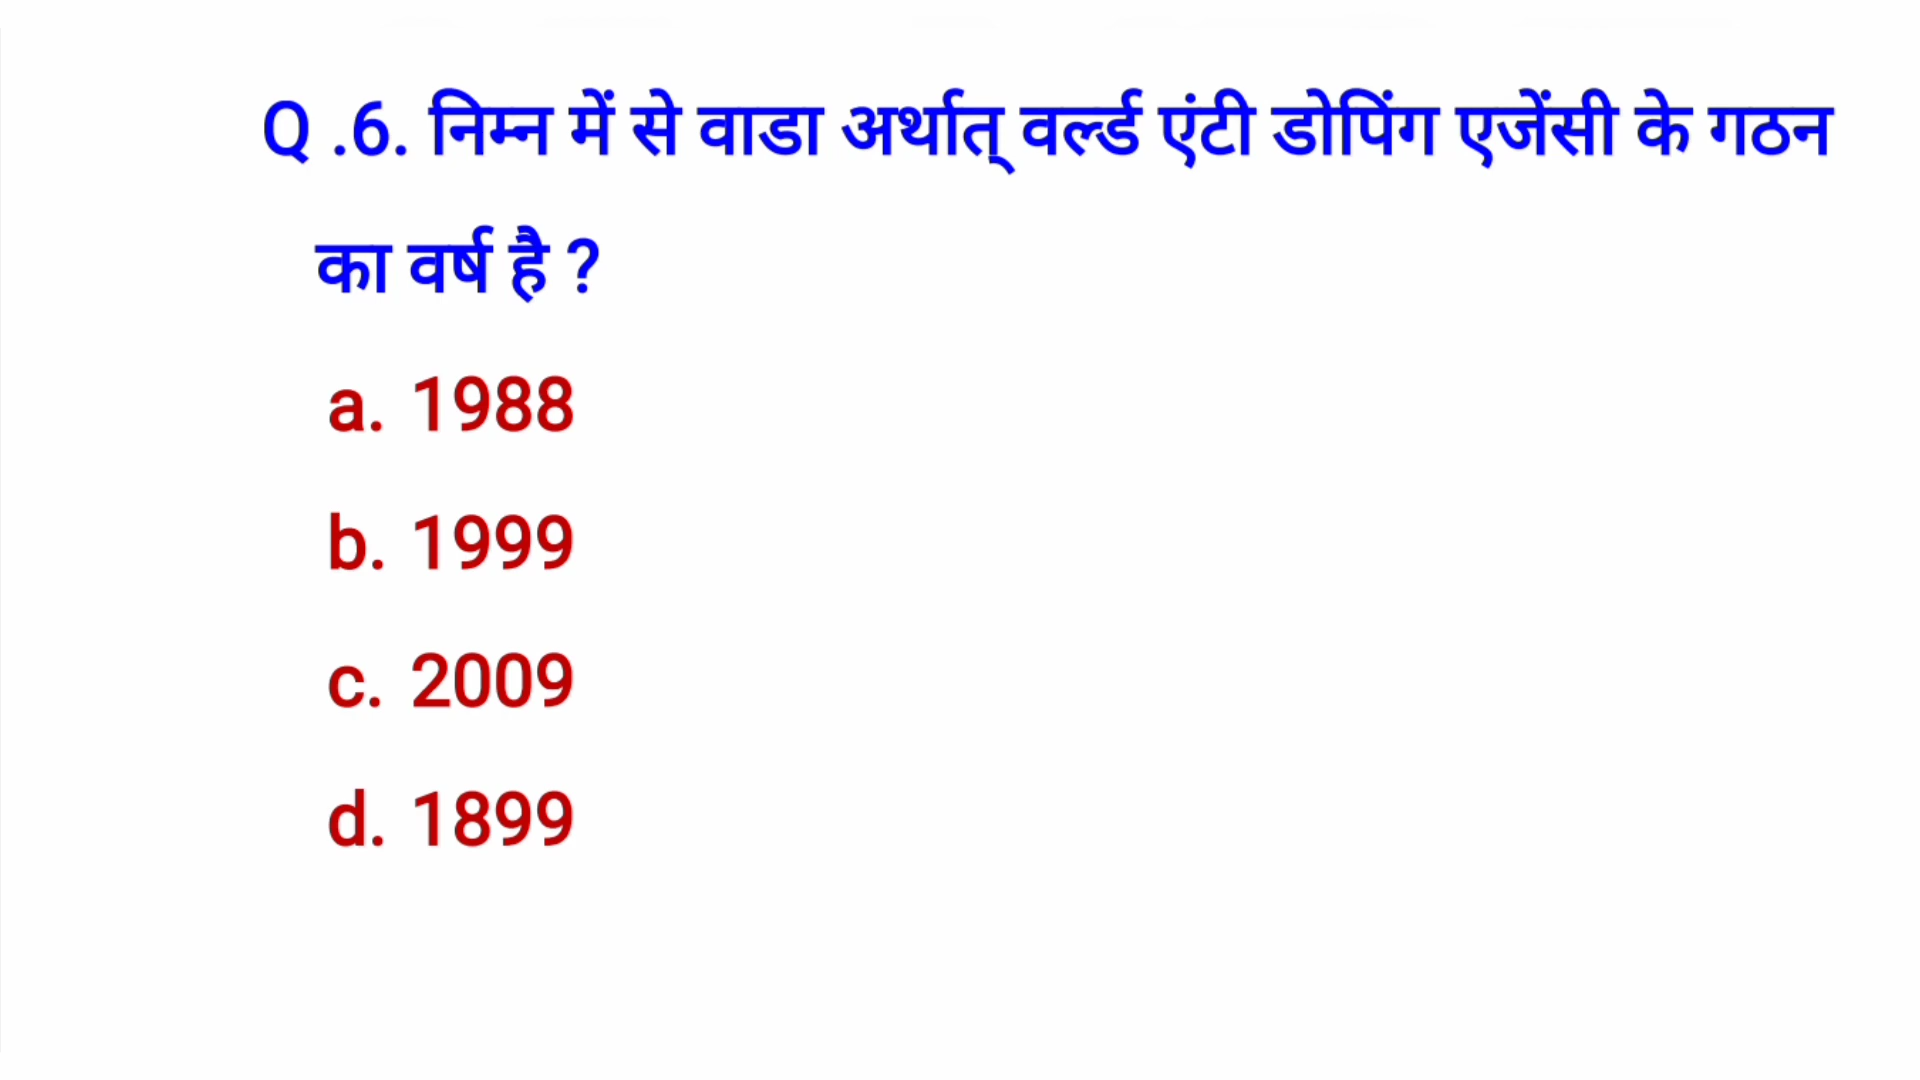 Q .6. निम्न में से वाडा अर्थात् वर्ल्ड एंटी डोपिंग एजेंसी के गठन
का वर्ष है ?
a. 1988
b. 1999
c. 2009
d. 1899